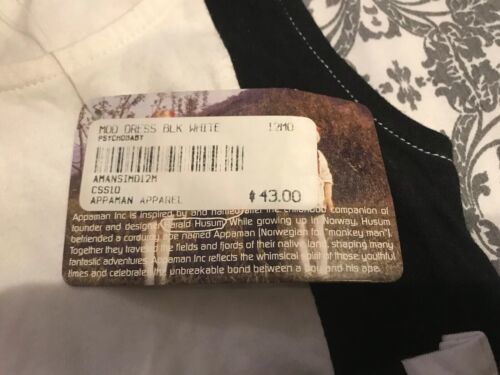 MOD DRESS BLK WHITE 12MO
PSYCHOBABY
AMANSIMD12M
CSS10
APPAMAN APPAREL $43.00
Appaman Inc is inspired by and named after the childhood companion of
founder and designer Harald Husum. While growing up in Norway, Husum
befriended a corduroy ape named Appaman (Norwegian for "monkey man").
Together they traveled the fields and fjords of their native land, sharing many
fantastic adventures. Appaman Inc reflects the whimsical spirit of those youthful
times and celebrates the unbreakable bond between a boy and his ape.